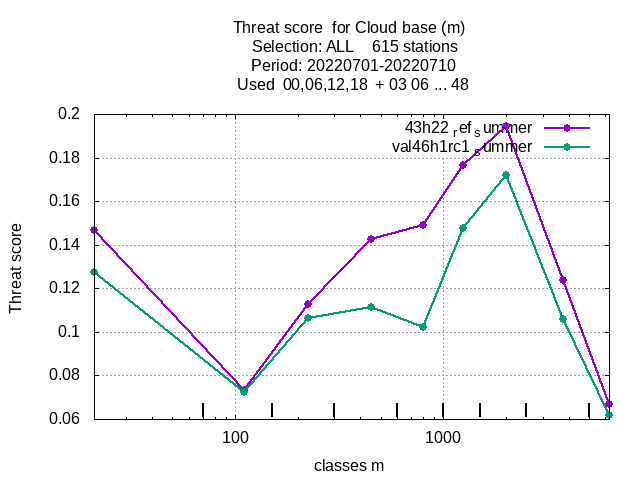 Threat score for Cloud base (m)
Selection: ALL 615 stations
Period: 20220701-20220710
Used 00,06,12,18 + 03 06 ... 48
0.2
43h22_ref_summer
val46h1rc1_summer
0.18
0.16
0.14
0.12
0.1
0.08
0.06
Threat score
100 1000
classes m